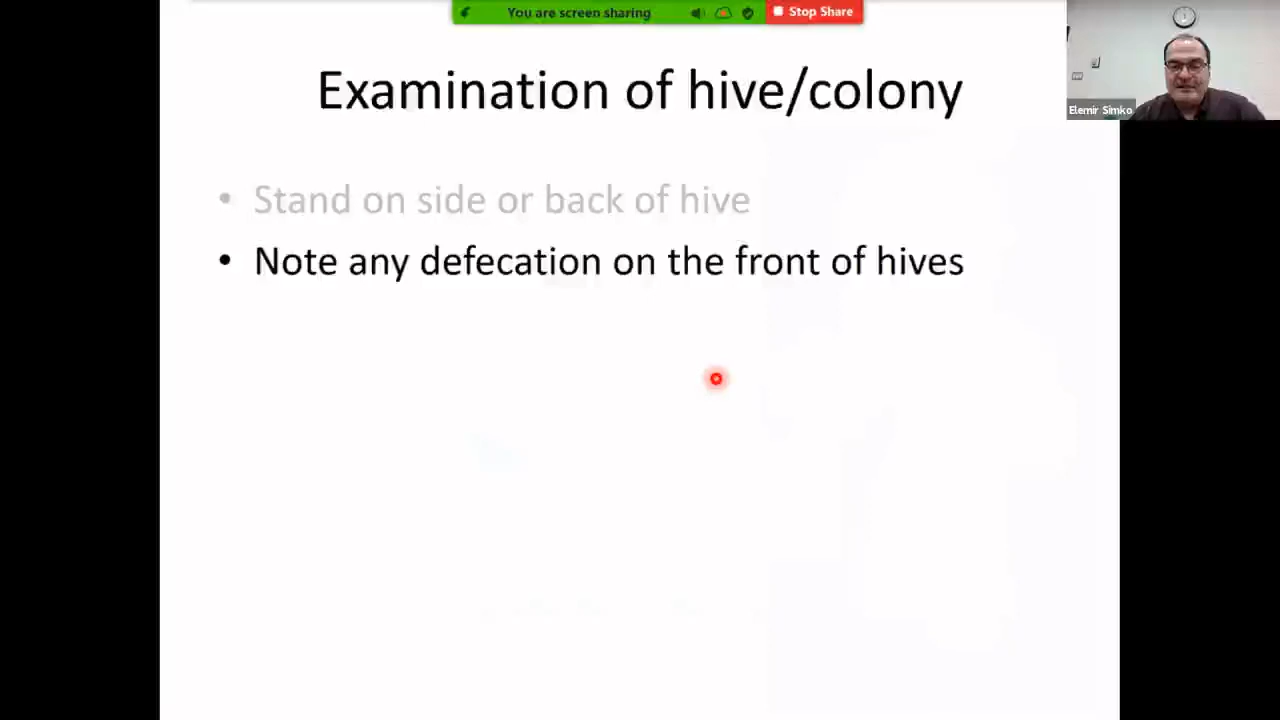 You are screen sharing
Stop Share
Examination of hive/colony
Elemir Simko
• Stand on side or back of hive
• Note any defecation on the front of hives